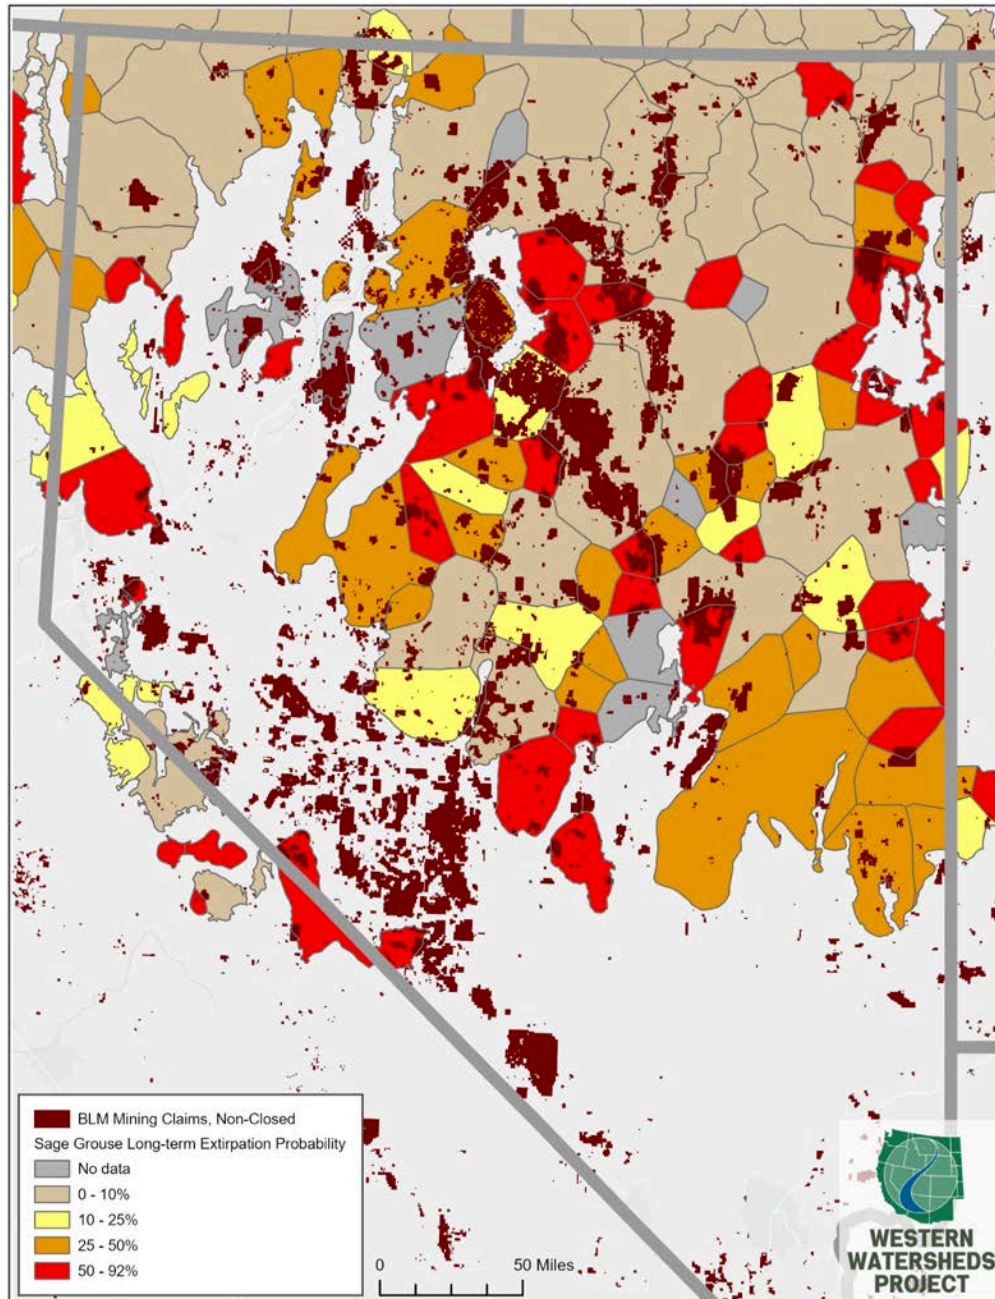 BLM Mining Claims, Non-Closed
Sage Grouse Long-term Extirpation Probability
No data
0 - 10%
10 - 25%
25 - 50%
50 - 92%
0 50 Miles
WESTERN
WATERSHEDS
PROJECT